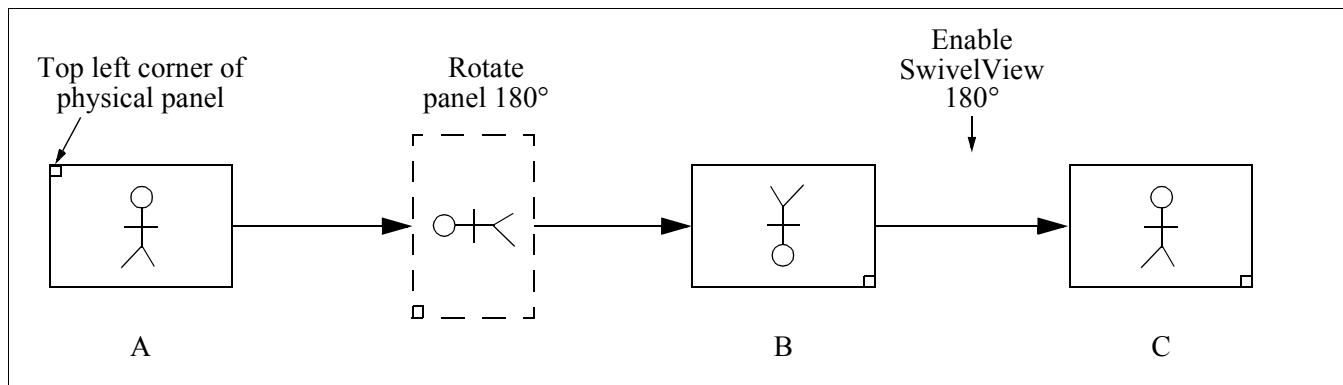 Top left corner of
physical panel
Rotate
panel 180°
Enable
SwivelView
180°
A
B
C